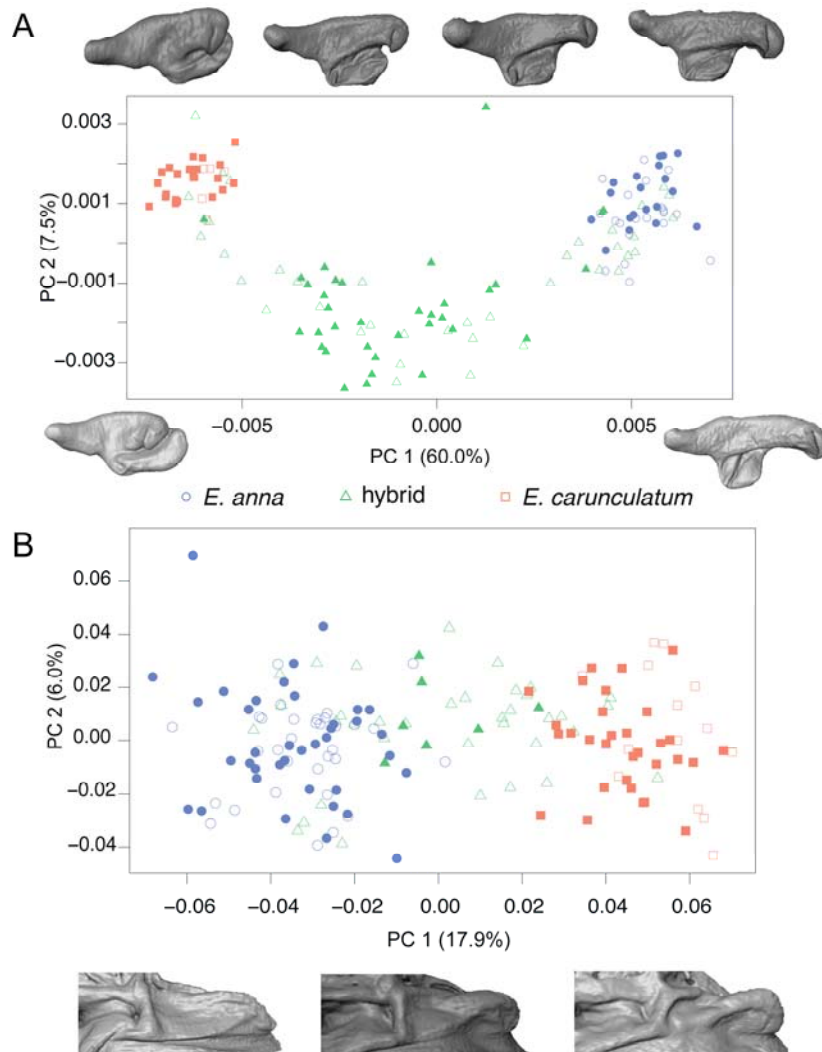 A
0.003
0.001
−0.001
−0.003
PC 2 (7.5%)
−0.005 0.000 0.005
PC 1 (60.0%)
E. anna hybrid E. carunculatum
B
0.06
0.04
0.02
0.00
−0.02
−0.04
PC 2 (6.0%)
−0.06 −0.04 −0.02 0.00 0.02 0.04 0.06
PC 1 (17.9%)